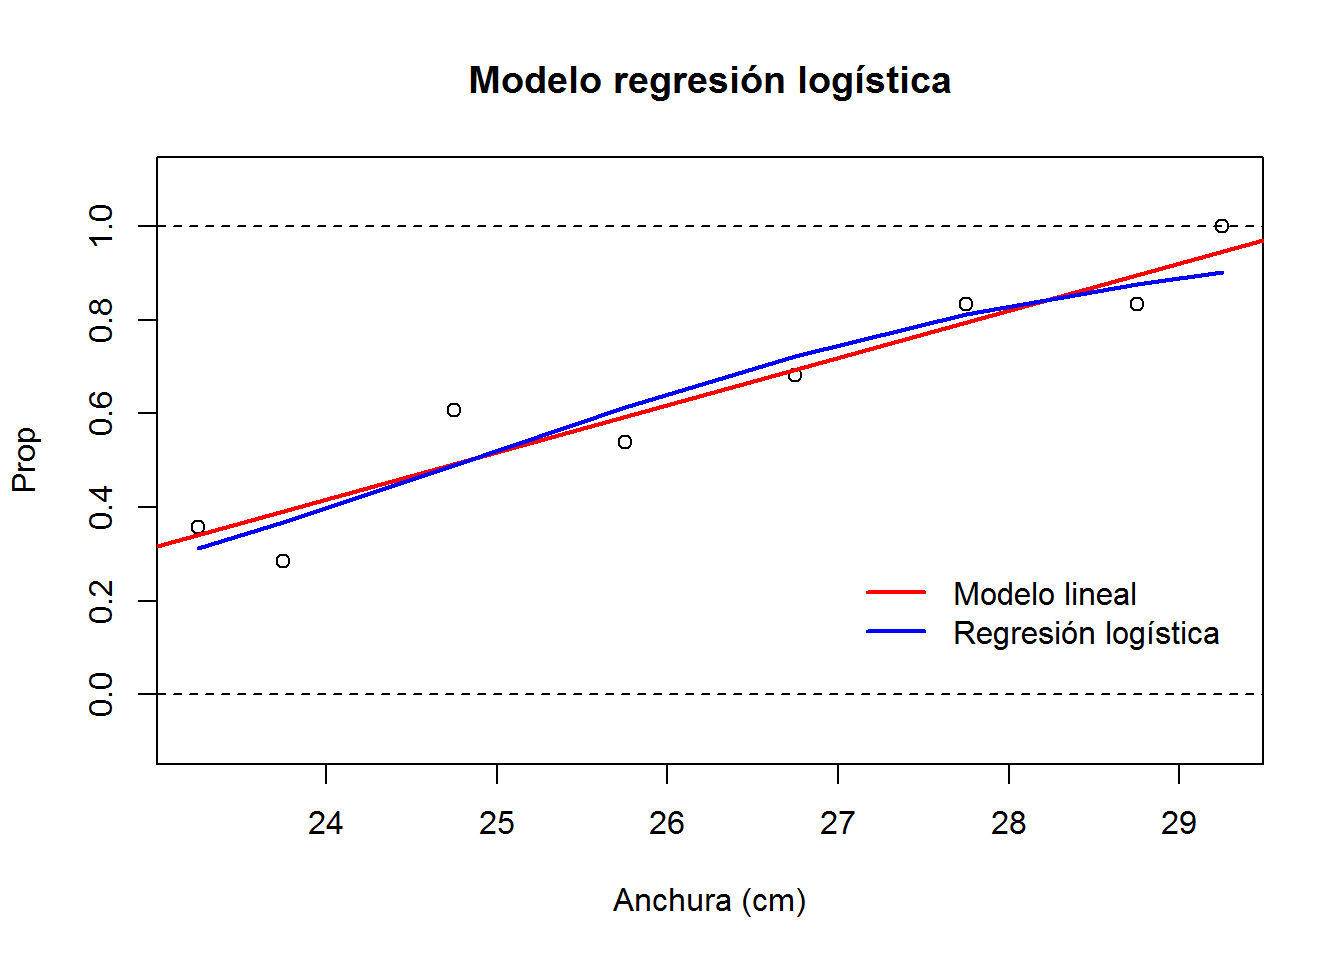 Modelo regresión logística
Prop
1.0
0.8
0.6
0.4
0.2
0.0
Modelo lineal
Regresión logística
24 25 26 27 28 29
Anchura (cm)